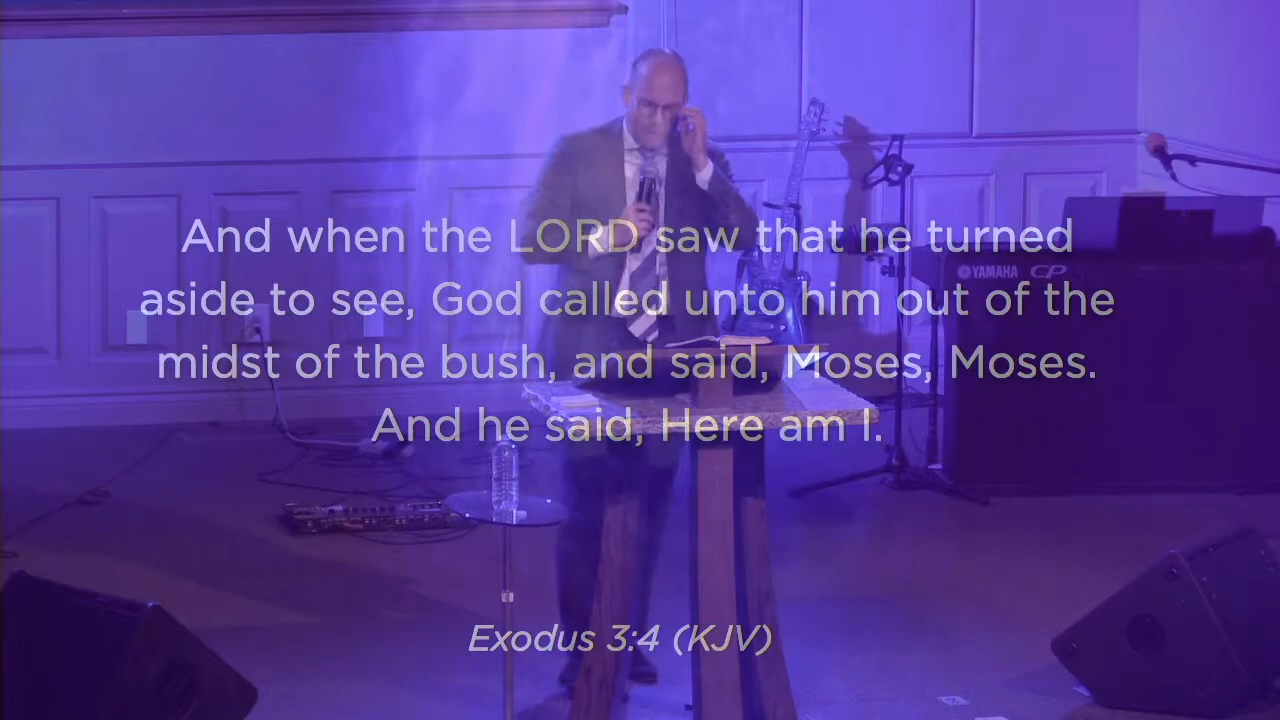 And when the LORD saw that he turned
aside to see, God called unto him out of the
midst of the bush, and said, Moses, Moses.
And he said, Here am I.
YAMAHA CP
Exodus 3:4 (KJV)